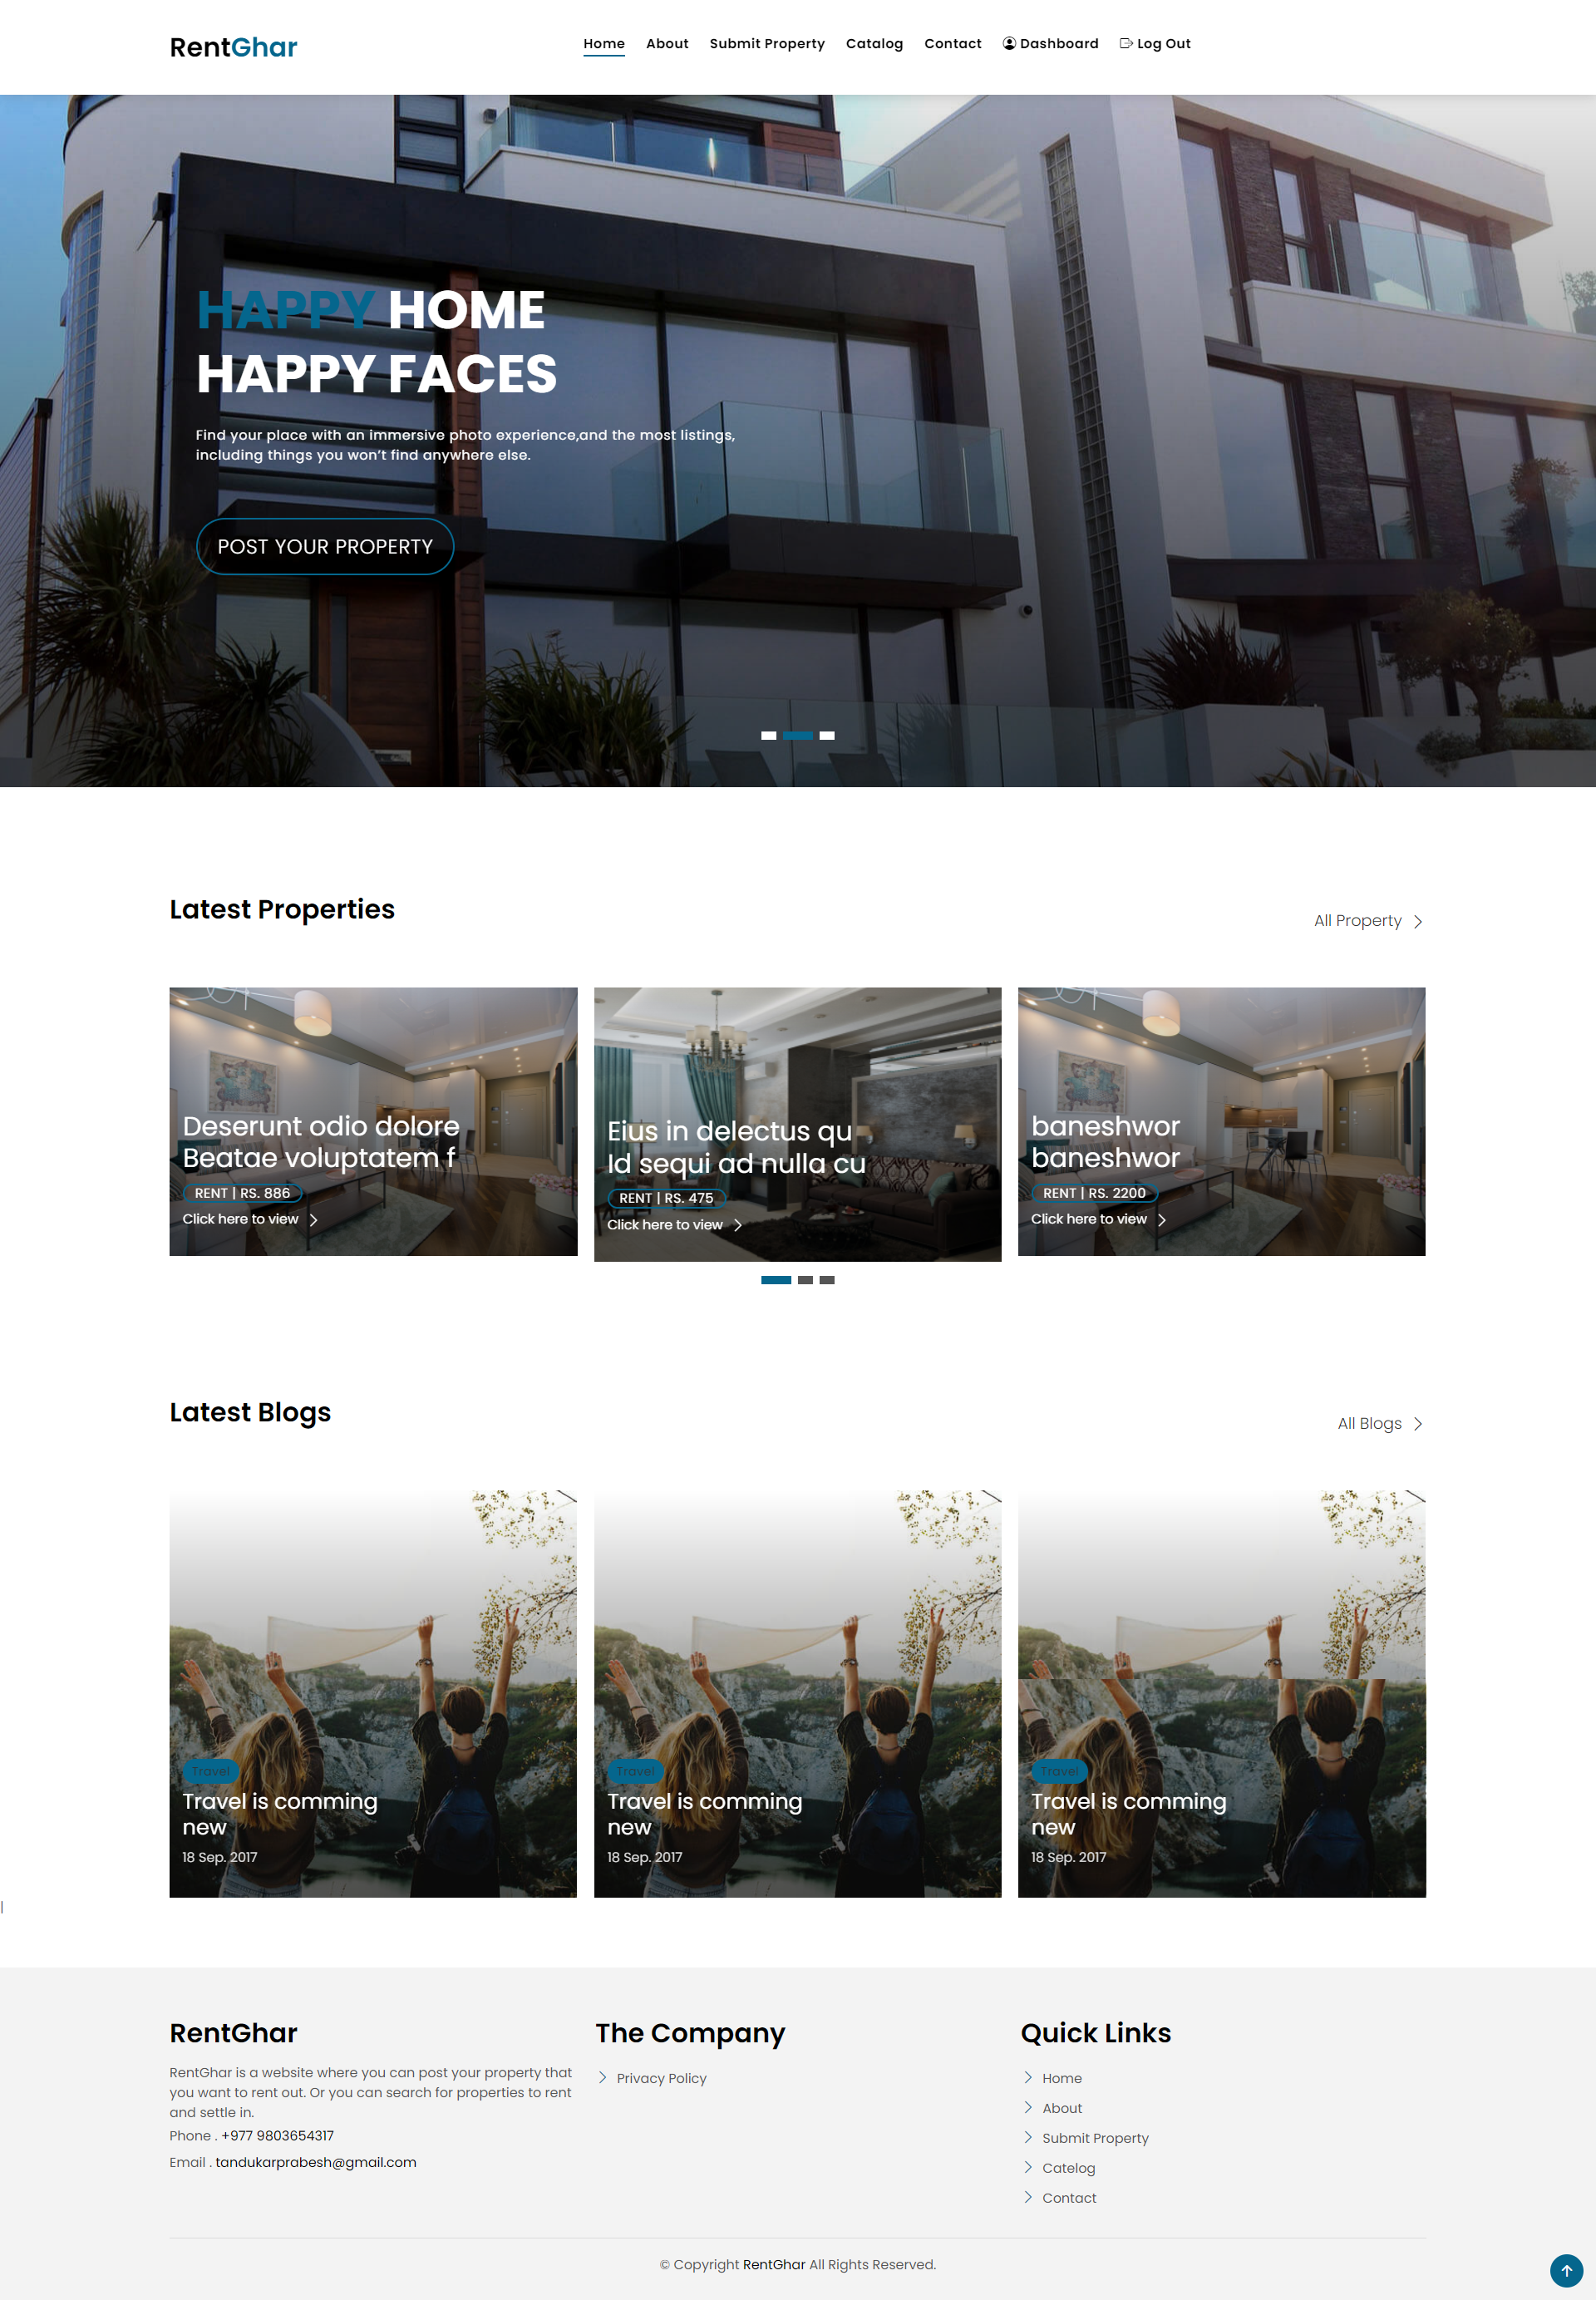 RentGhar
Home About Submit Property Catalog Contact Dashboard Log Out
HAPPY HOME
HAPPY FACES
Find your place with an immersive photo experience,and the most listings,
including things you won't find anywhere else.
POST YOUR PROPERTY
Latest Properties
All Property
Deserunt odio dolore
Beatae voluptatem f
RENT | RS. 886
Click here to view
Eius in delectus qu
Id sequi ad nulla cu
RENT | RS. 475
Click here to view
baneshwor
baneshwor
RENT | RS. 2200
Click here to view
Latest Blogs
All Blogs
Travel
Travel is comming
new
18 Sep. 2017
Travel
Travel is comming
new
18 Sep. 2017
Travel
Travel is comming
new
18 Sep. 2017
|
RentGhar
RentGhar is a website where you can post your property that
you want to rent out. Or you can search for properties to rent
and settle in.
Phone . +977 9803654317
Email . tandukarprabesh@gmail.com
The Company
Privacy Policy
Quick Links
Home
About
Submit Property
Catelog
Contact
© Copyright RentGhar All Rights Reserved.